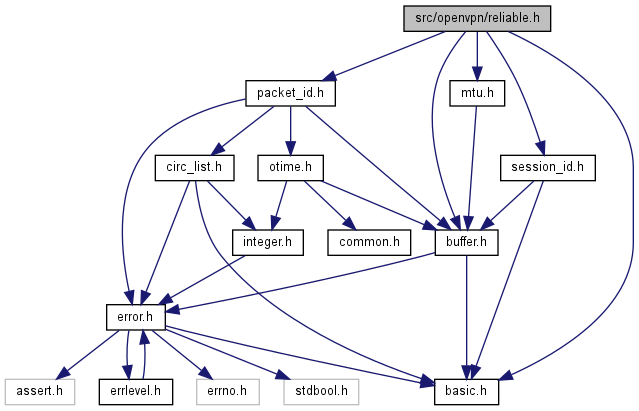 src/openvpn/reliable.h
packet_id.h
mtu.h
circ_list.h
otime.h
session_id.h
integer.h
common.h
buffer.h
error.h
assert.h
errlevel.h
errno.h
stdbool.h
basic.h